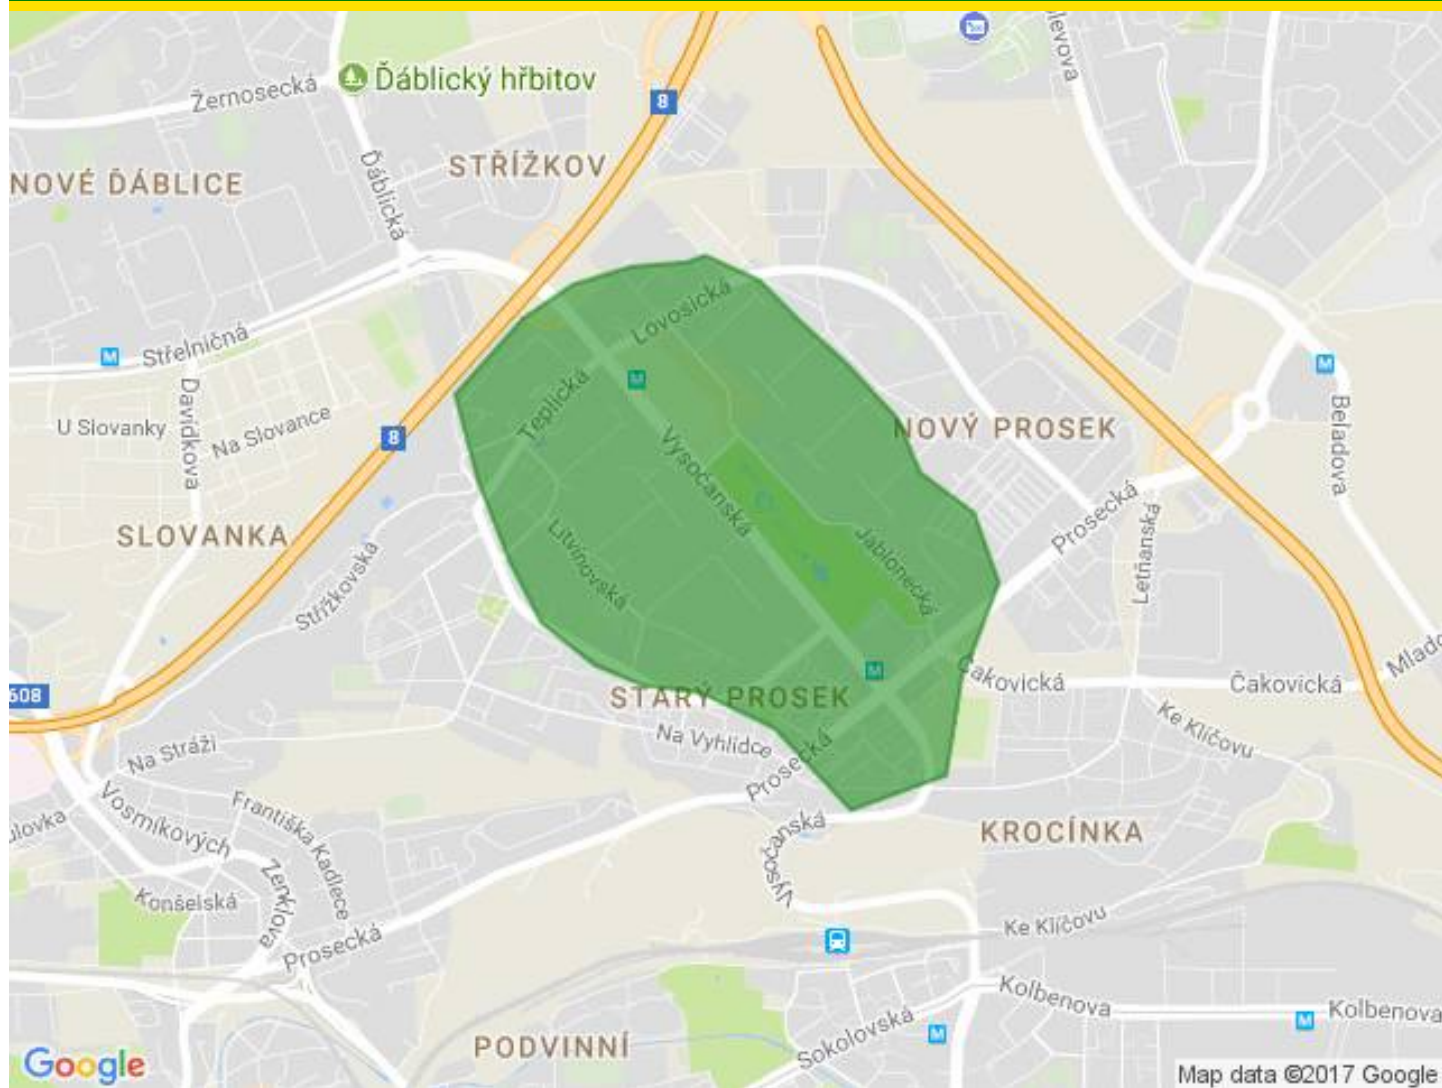 levova
Ďáblický hřbitov
Žernosecká
8
STŘÍŽKOV
Ďáblická
NOVÉ ĎÁBLICE
Lovosická
M
Střelničná
M
M
Teplická
Davídkova
U Slovanky
Na Slovance
8
Vysočanská
NOVÝ PROSEK
Beladova
Prosecká
SLOVANKA
Střížkovská
Litvínovská
Jablonecká
Letňanská
M
Čakovická
Čakovická
Mlado
608
STARÝ PROSEK
Na Vyhlídce
Prosecká
Ke Klíčovu
Na Stráži
Vosmíkových
Františka Kadlece
ulovka
Vysočanská
KROCÍNKA
Zenklova
Konšelská
Prosecká
Ke Klíčovu
Kolbenova
Kolbenova
Sokolovská
M
M
PODVINNÍ
Google
Map data ©2017 Google